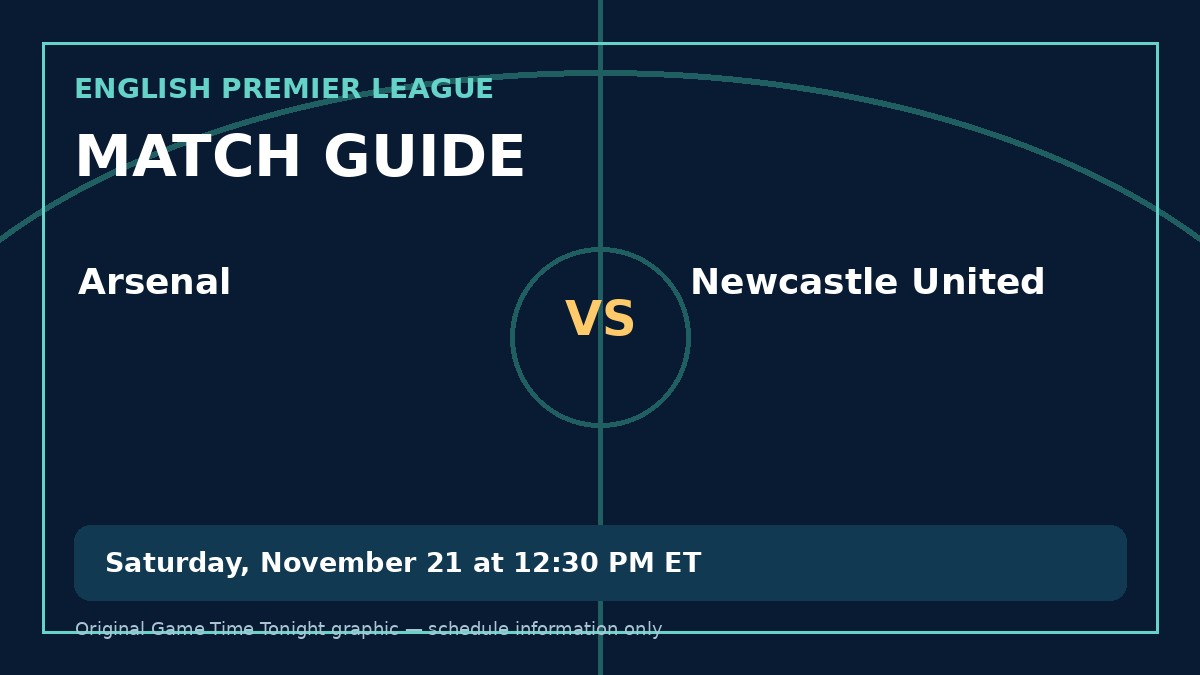 ENGLISH PREMIER LEAGUE
MATCH GUIDE
Arsenal
VS
Newcastle United
Saturday, November 21 at 12:30 PM ET
Original Game Time Tonight graphic — schedule information only